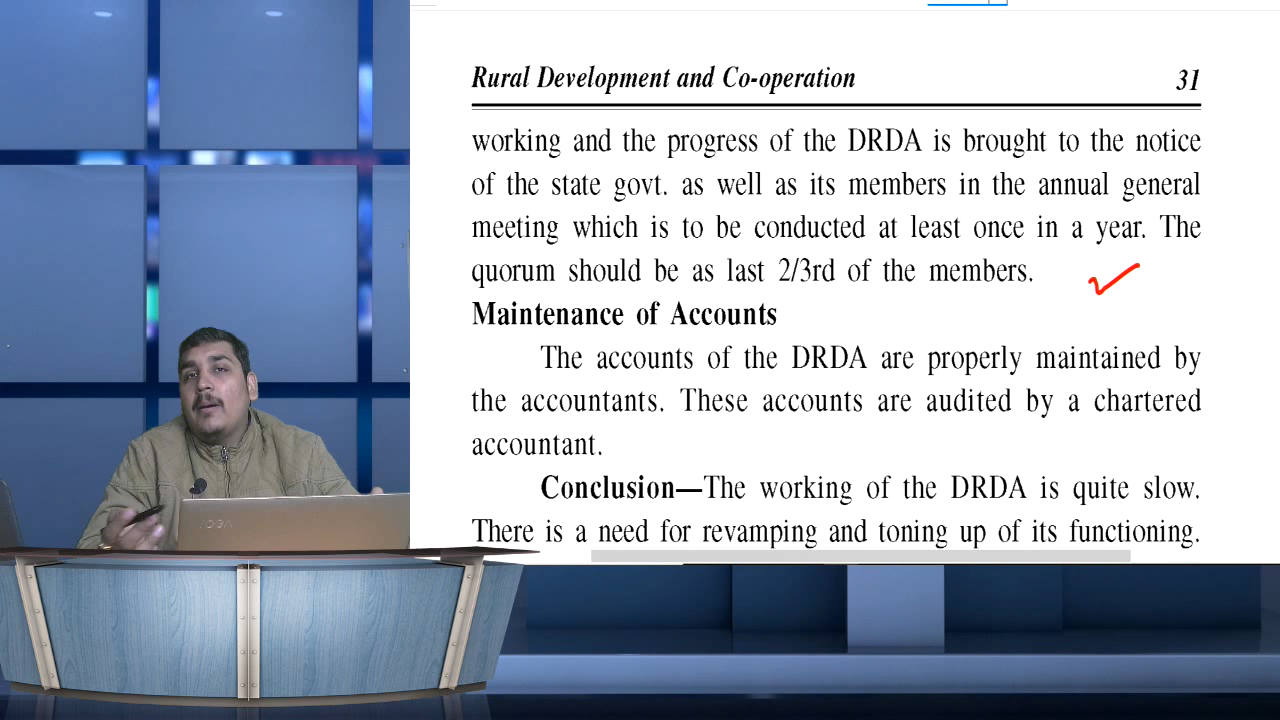 Rural Development and Co-operation 31
working and the progress of the DRDA is brought to the notice
of the state govt. as well as its members in the annual general
meeting which is to be conducted at least once in a year. The
quorum should be as last 2/3rd of the members.
Maintenance of Accounts
The accounts of the DRDA are properly maintained by
the accountants. These accounts are audited by a chartered
accountant.
Conclusion—The working of the DRDA is quite slow.
There is a need for revamping and toning up of its functioning.
YOGA